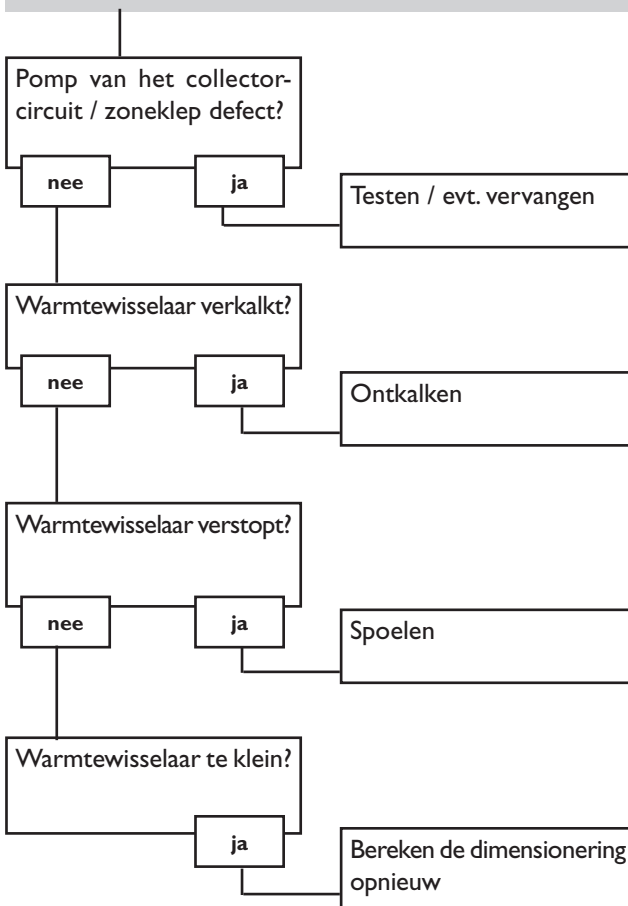 Pomp van het collector-
circuit / zoneklep defect?
nee
ja
Testen / evt. vervangen
Warmtewisselaar verkalkt?
nee
ja
Ontkalken
Warmtewisselaar verstopt?
nee
ja
Spoelen
Warmtewisselaar te klein?
ja
Bereken de dimensionering
opnieuw